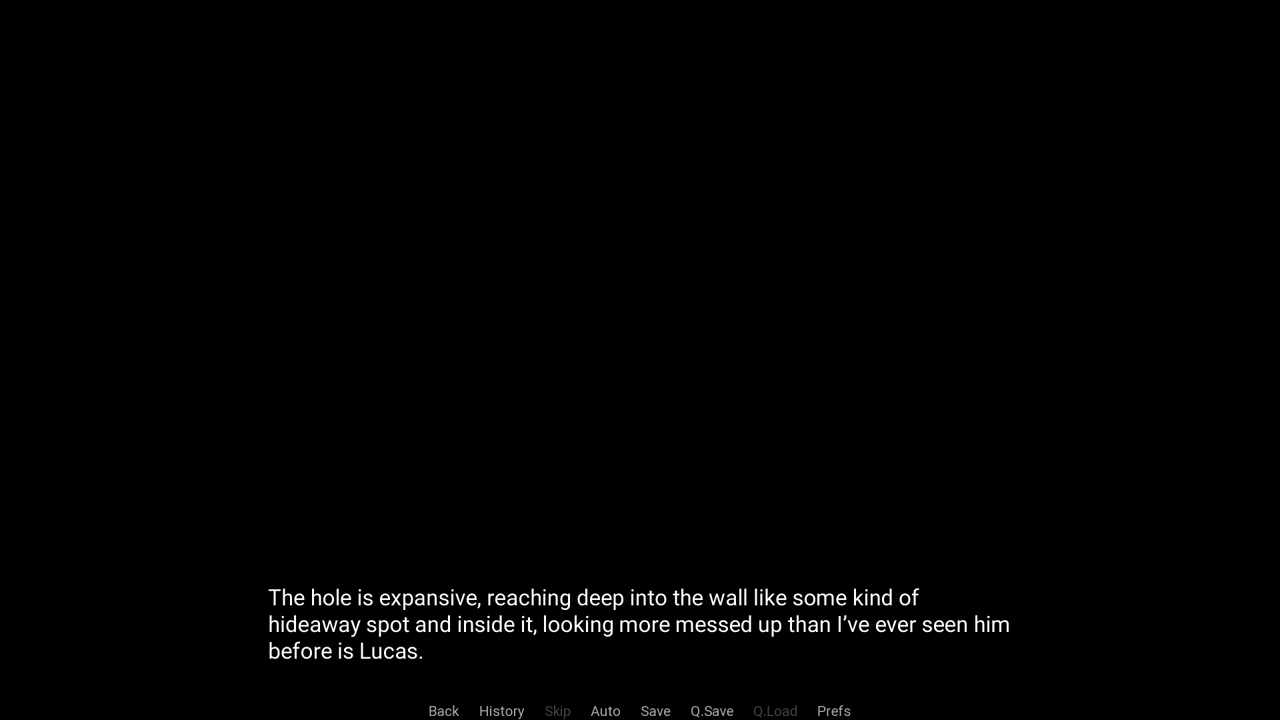 The hole is expansive, reaching deep into the wall like some kind of
hideaway spot and inside it, looking more messed up than I’ve ever seen him
before is Lucas.
Back History Skip Auto Save Q.Save Q.Load Prefs